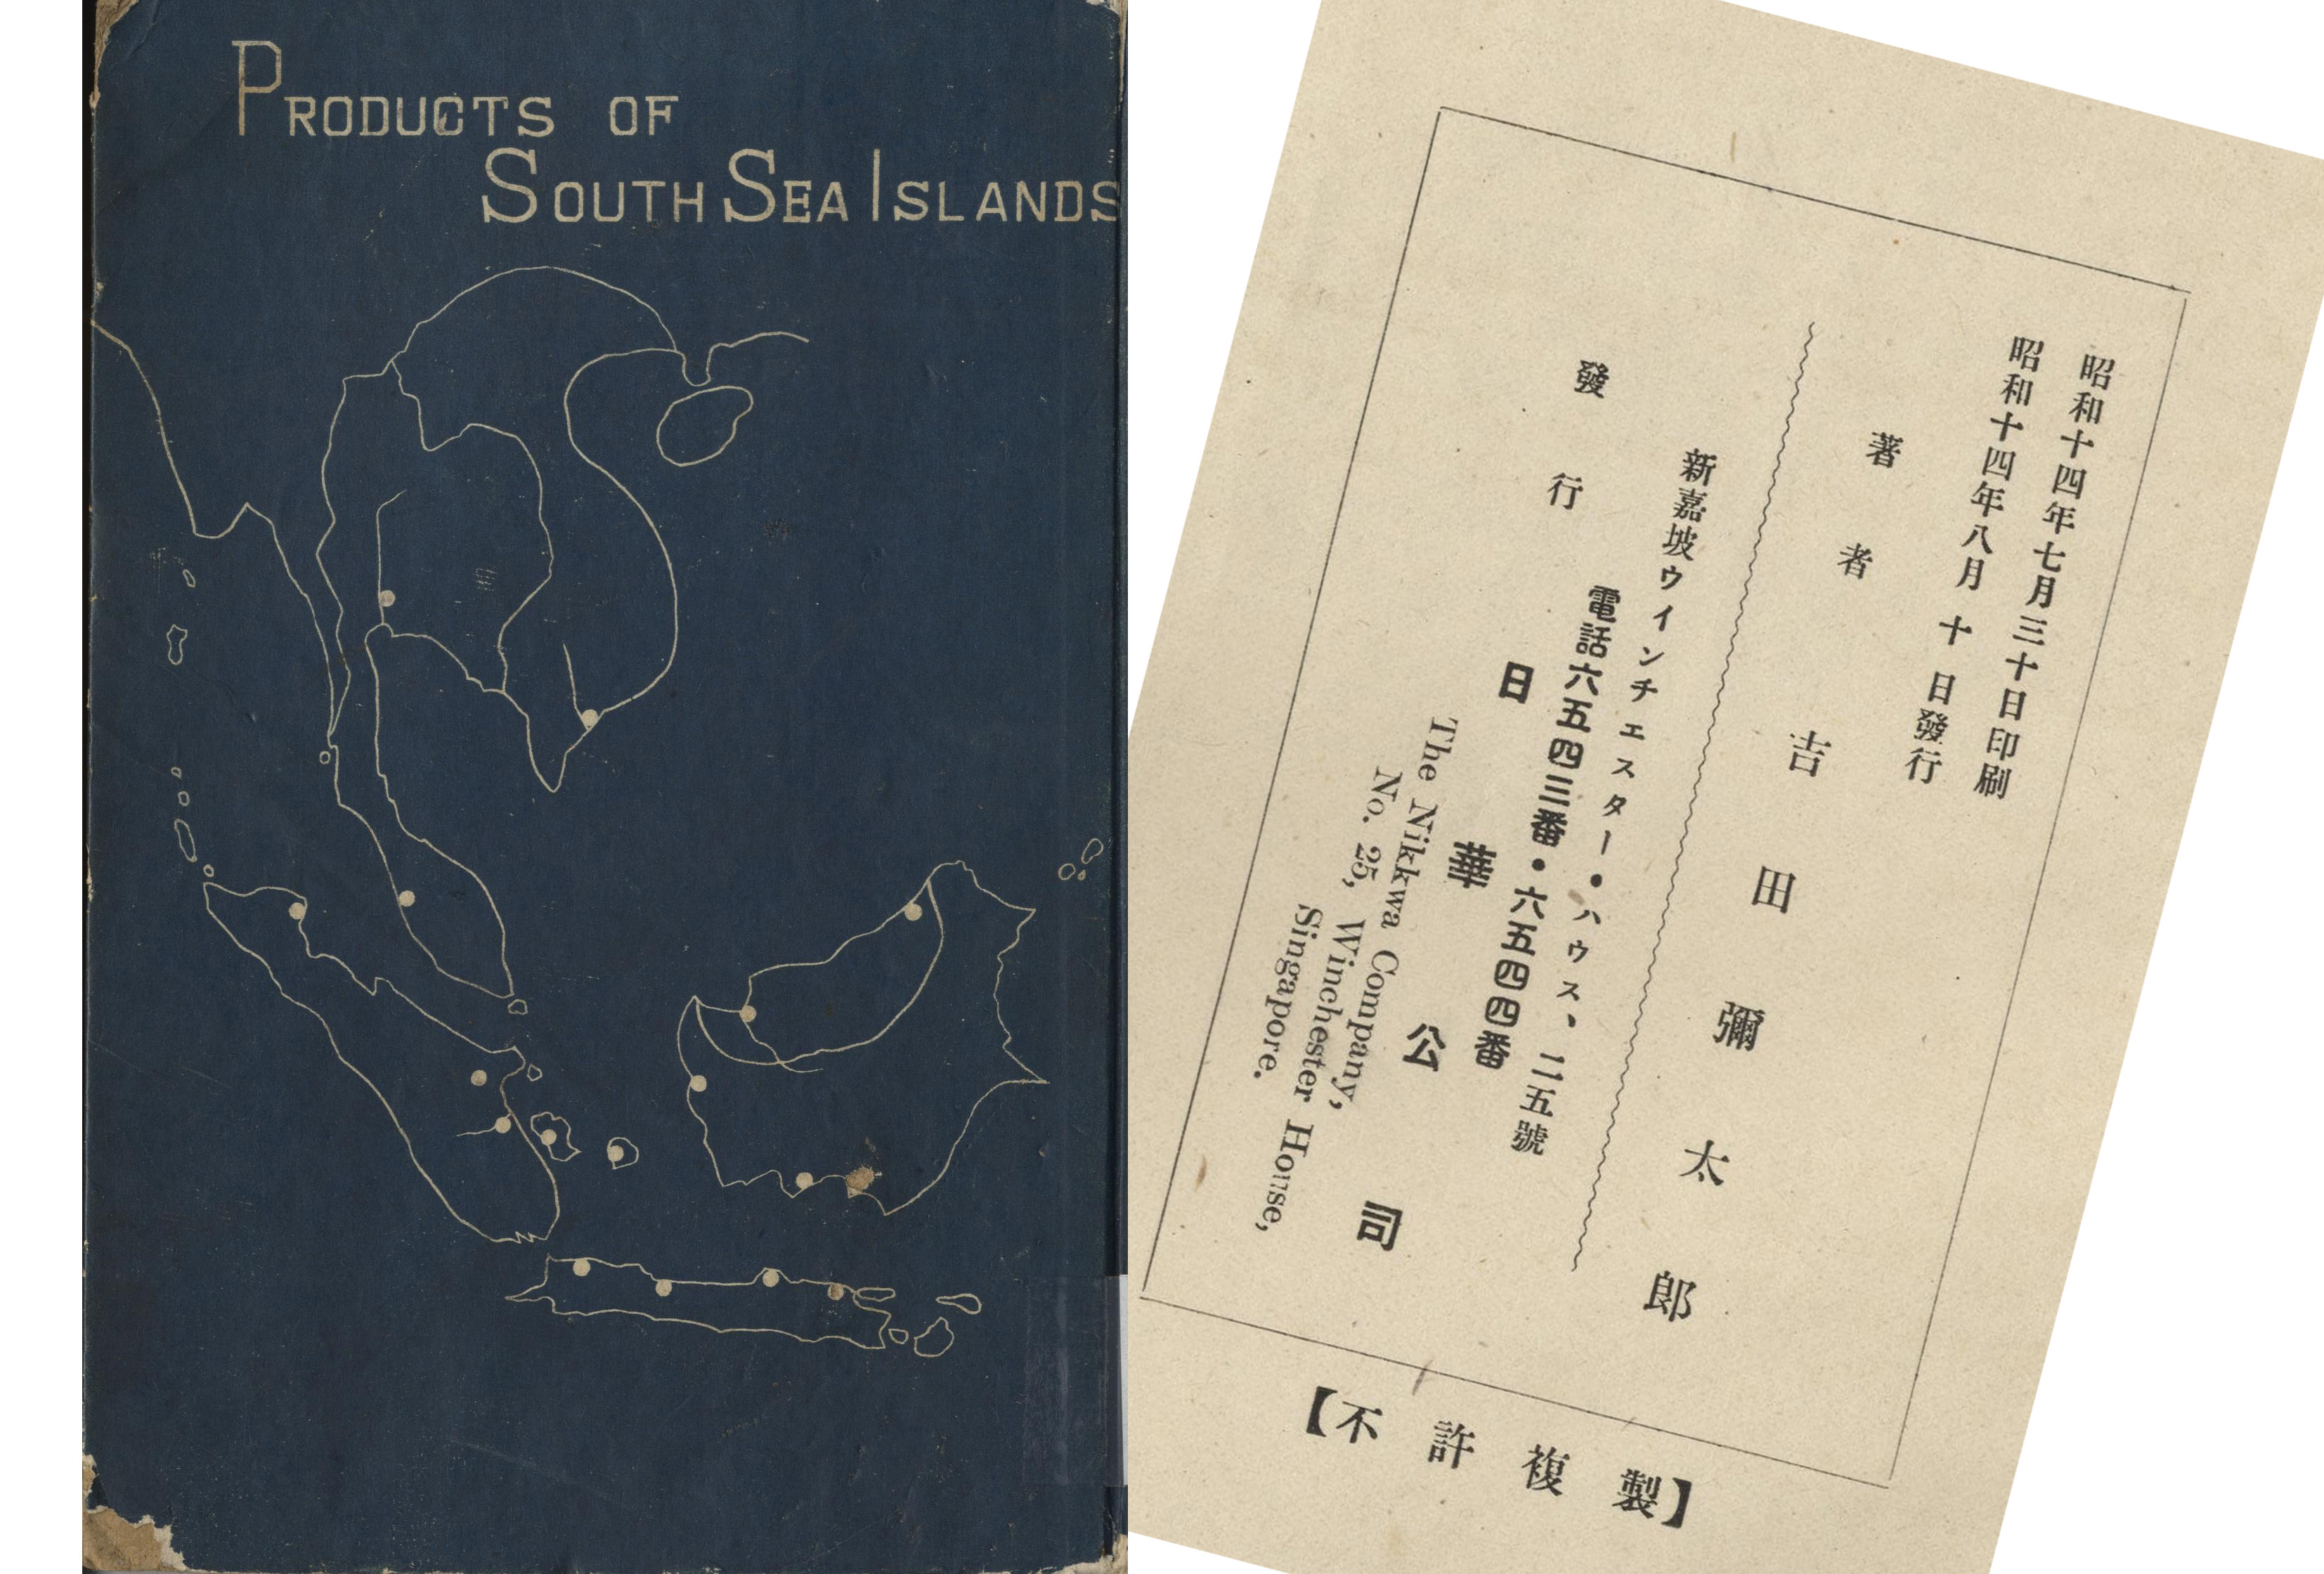 PRODUCTS OF
SOUTH SEA ISLANDS
昭和十四年七月三十日印刷
昭和十四年八月十日發行
著者 吉田彌太郎
新嘉坡ウインチエスター・ハウス、二五號
電話六五四三番・六五四四番
發行 日華公司
The Nikkwa Company,
No. 25, Winchester House,
Singapore.
【不許複製】